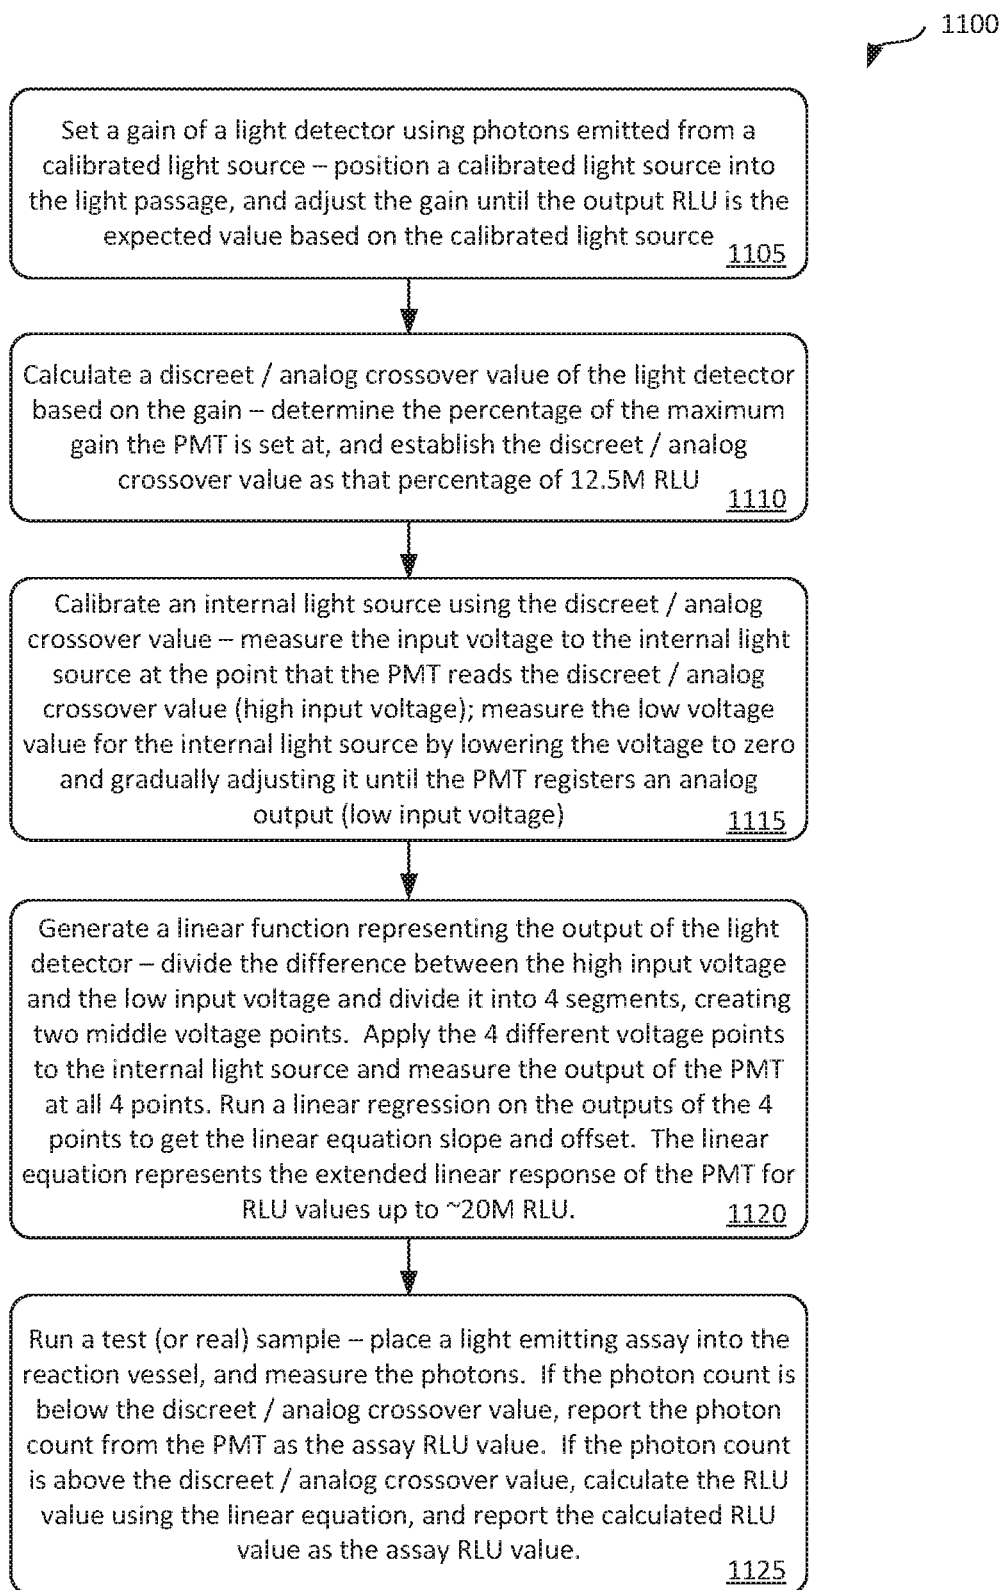 1100
Set a gain of a light detector using photons emitted from a
calibrated light source – position a calibrated light source into
the light passage, and adjust the gain until the output RLU is the
expected value based on the calibrated light source
1105
Calculate a discreet / analog crossover value of the light detector
based on the gain – determine the percentage of the maximum
gain the PMT is set at, and establish the discreet / analog
crossover value as that percentage of 12.5M RLU
1110
Calibrate an internal light source using the discreet / analog
crossover value – measure the input voltage to the internal light
source at the point that the PMT reads the discreet / analog
crossover value (high input voltage); measure the low voltage
value for the internal light source by lowering the voltage to zero
and gradually adjusting it until the PMT registers an analog
output (low input voltage)
1115
Generate a linear function representing the output of the light
detector – divide the difference between the high input voltage
and the low input voltage and divide it into 4 segments, creating
two middle voltage points. Apply the 4 different voltage points
to the internal light source and measure the output of the PMT
at all 4 points. Run a linear regression on the outputs of the 4
points to get the linear equation slope and offset. The linear
equation represents the extended linear response of the PMT for
RLU values up to ~20M RLU.
1120
Run a test (or real) sample – place a light emitting assay into the
reaction vessel, and measure the photons. If the photon count is
below the discreet / analog crossover value, report the photon
count from the PMT as the assay RLU value. If the photon count
is above the discreet / analog crossover value, calculate the RLU
value using the linear equation, and report the calculated RLU
value as the assay RLU value.
1125